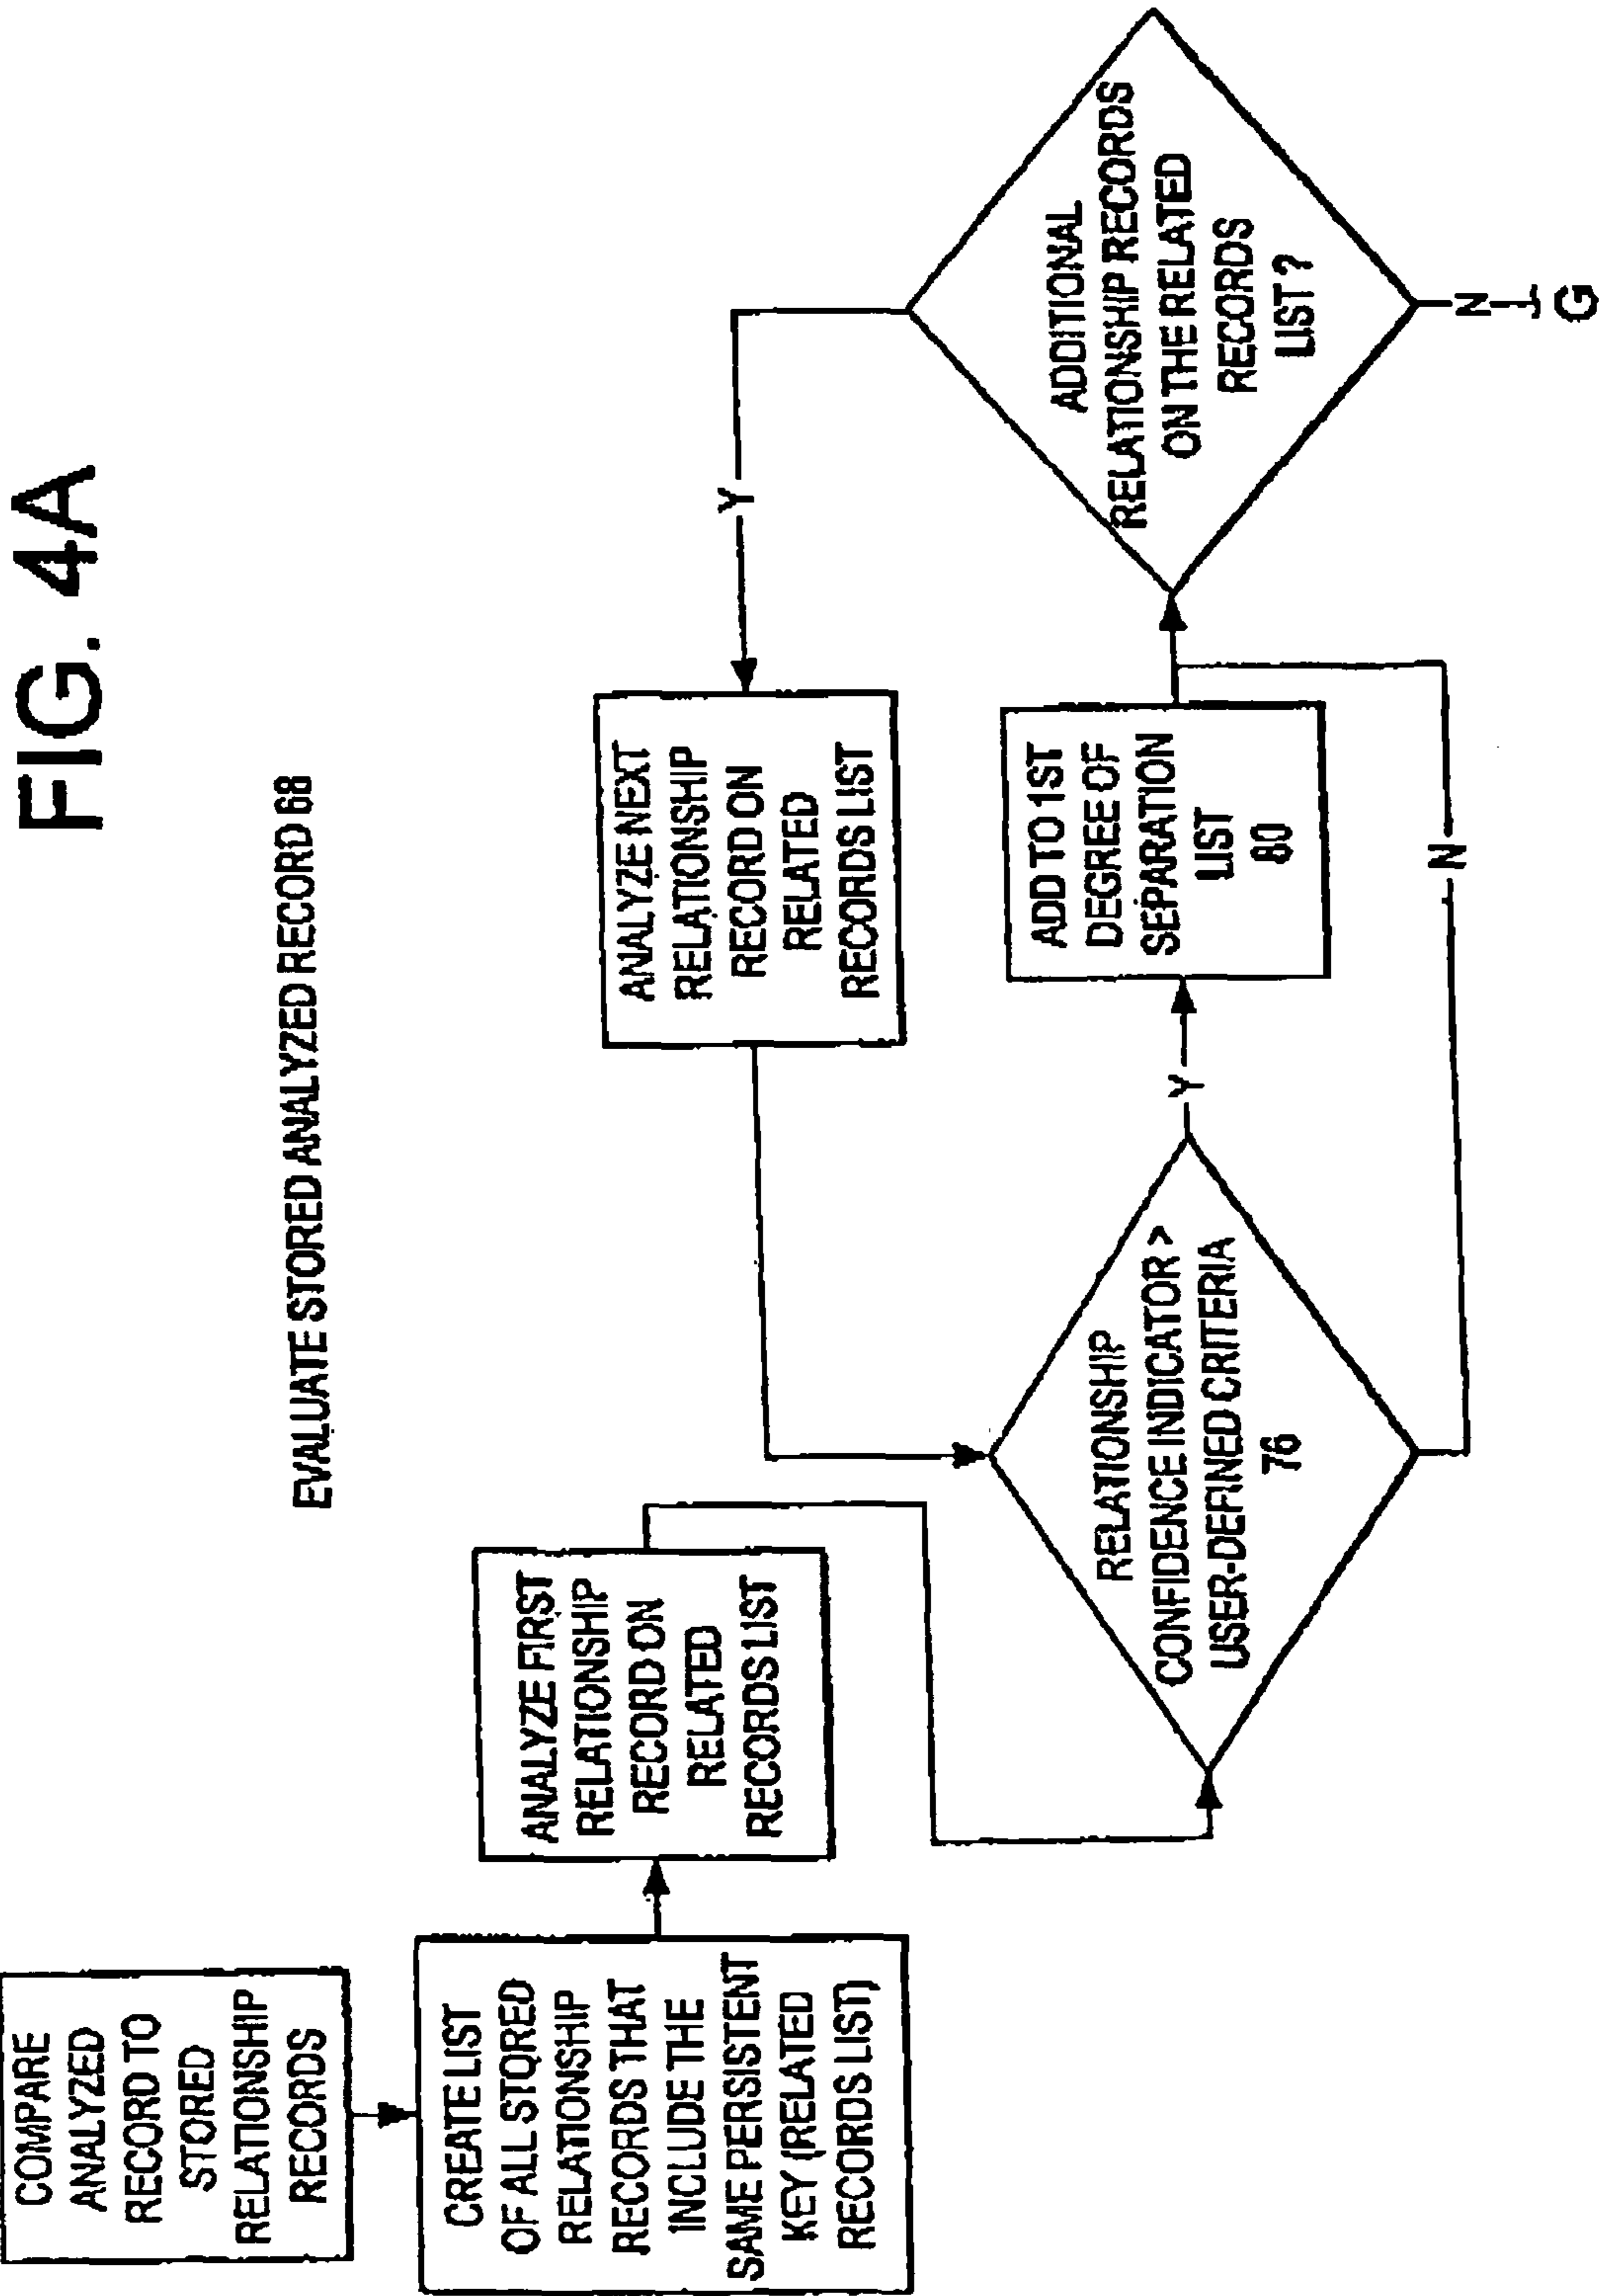 FIG. 4A
EVALUATE STORED ANALYZED RECORD 68
COMPARE
ANALYZED
RECORD TO
STORED
RELATIONSHIP
RECORDS
CREATE LIST
OF ALL STORED
RELATIONSHIP
RECORDS THAT
INCLUDE THE
SAME PERSISTENT
KEY (RELATED
RECORDS LIST)
ANALYZE FIRST
RELATIONSHIP
RECORD ON
RELATED
RECORDS LIST
RELATIONSHIP
CONFIDENCE INDICATOR >
USER-DEFINED CRITERIA
76
Y
N
ADD TO 1ST
DEGREE OF
SEPARATION
LIST
80
ANALYZE NEXT
RELATIONSHIP
RECORD ON
RELATED
RECORDS LIST
Y
ADDITIONAL
RELATIONSHIP RECORDS
ON THE RELATED
RECORDS
LIST ?
N
G